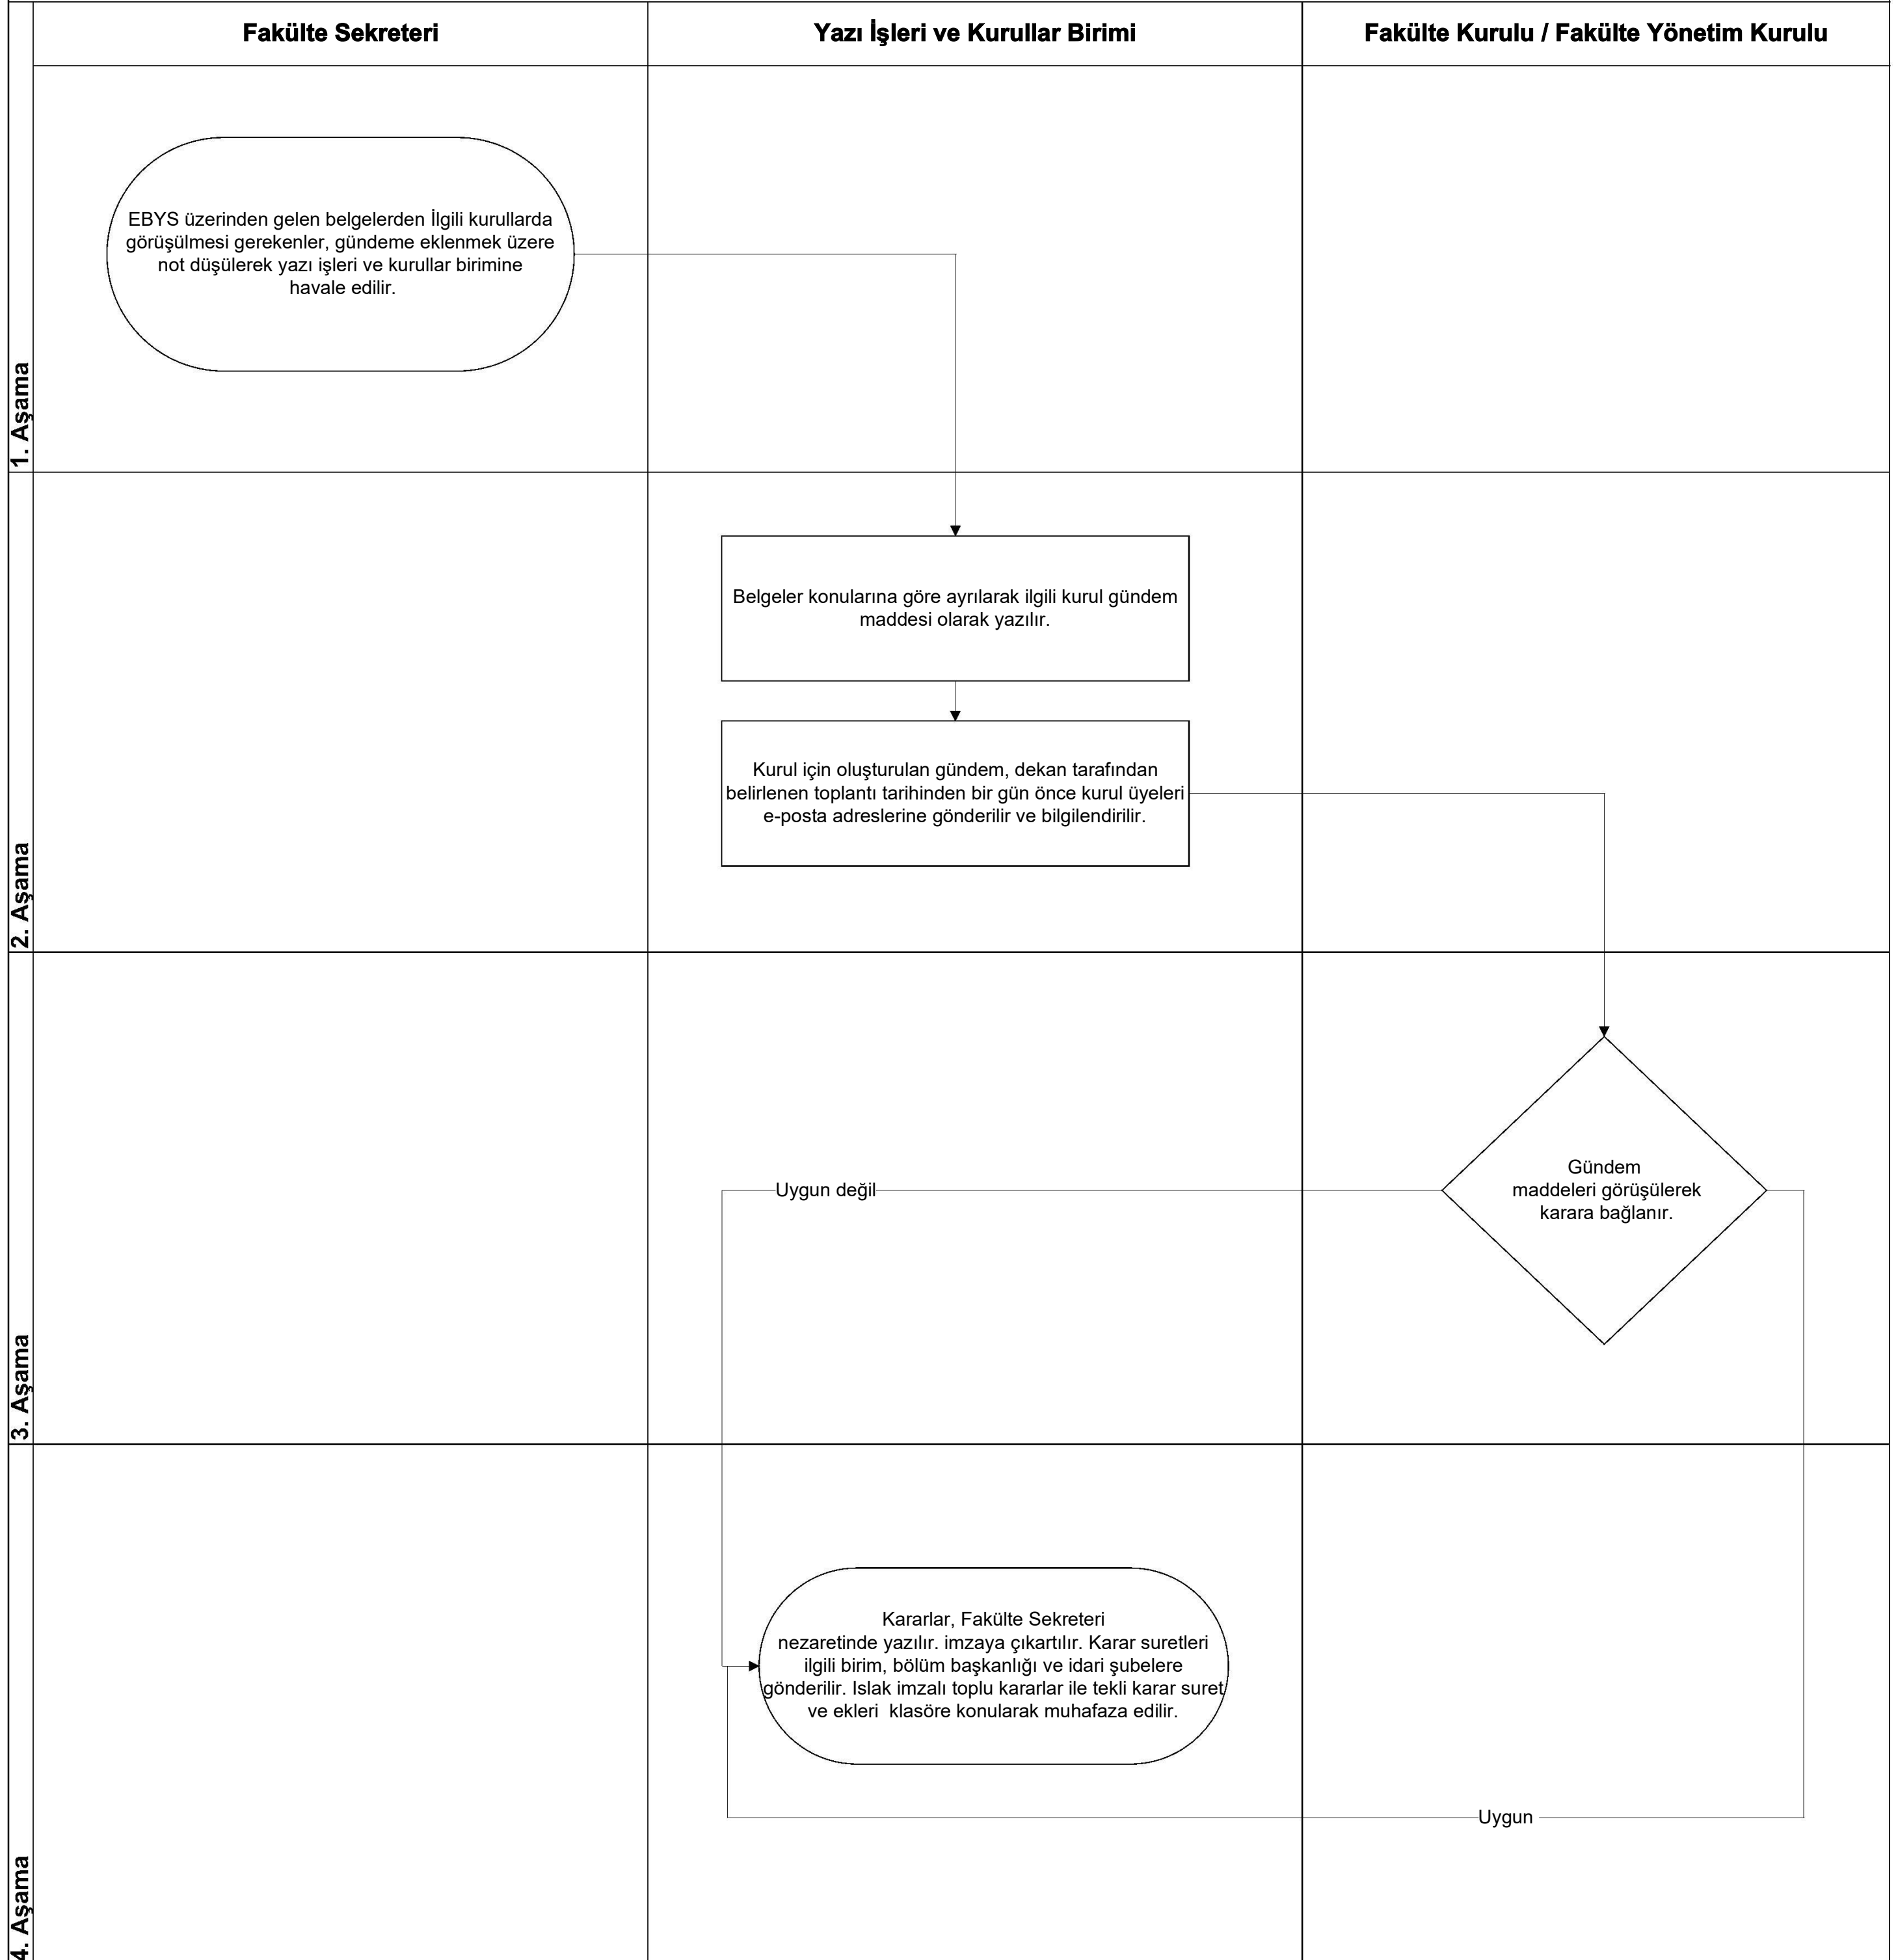 Fakülte Sekreteri
Yazı İşleri ve Kurullar Birimi
Fakülte Kurulu / Fakülte Yönetim Kurulu
1. Aşama
EBYS üzerinden gelen belgelerden İlgili kurullarda
görüşülmesi gerekenler, gündeme eklenmek üzere
not düşülerek yazı işleri ve kurullar birimine
havale edilir.
2. Aşama
Belgeler konularına göre ayrılarak ilgili kurul gündem
maddesi olarak yazılır.
Kurul için oluşturulan gündem, dekan tarafından
belirlenen toplantı tarihinden bir gün önce kurul üyeleri
e-posta adreslerine gönderilir ve bilgilendirilir.
3. Aşama
Gündem
maddeleri görüşülerek
karara bağlanır.
Uygun değil
4. Aşama
Kararlar, Fakülte Sekreteri
nezaretinde yazılır. imzaya çıkartılır. Karar suretleri
ilgili birim, bölüm başkanlığı ve idari şubelere
gönderilir. Islak imzalı toplu kararlar ile tekli karar suret
ve ekleri  klasöre konularak muhafaza edilir.
Uygun